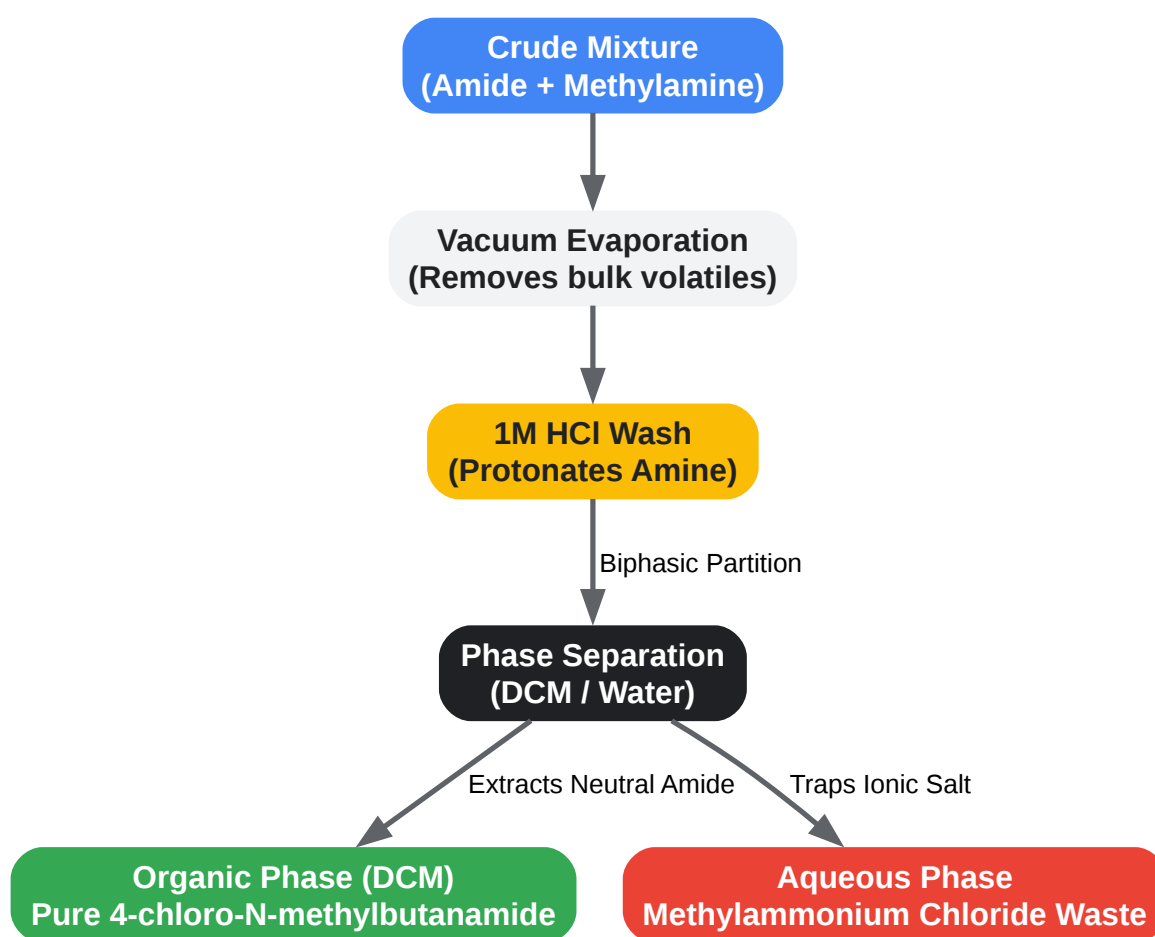 Crude Mixture
(Amide + Methylamine)
Vacuum Evaporation
(Removes bulk volatiles)
1M HCl Wash
(Protonates Amine)
Biphasic Partition
Phase Separation
(DCM / Water)
Extracts Neutral Amide
Traps Ionic Salt
Organic Phase (DCM)
Pure 4-chloro-N-methylbutanamide
Aqueous Phase
Methylammonium Chloride Waste